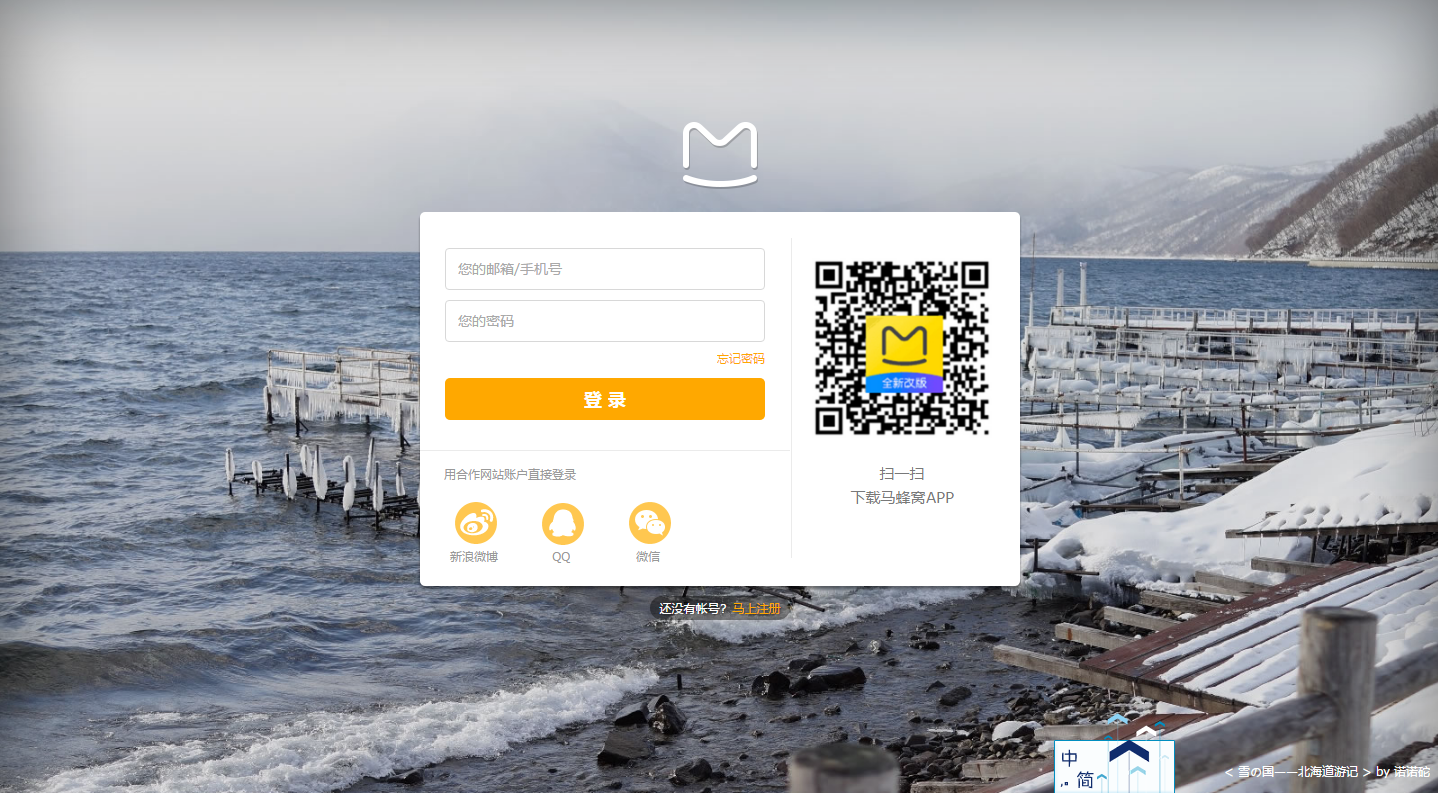 您的邮箱/手机号
您的密码
忘记密码
登 录
用合作网站账户直接登录
新浪微博
QQ
微信
全新改版
扫一扫
下载马蜂窝APP
还没有帐号? 马上注册
中
,。简
< 雪の国——北海道游记 > by 诺诺砣